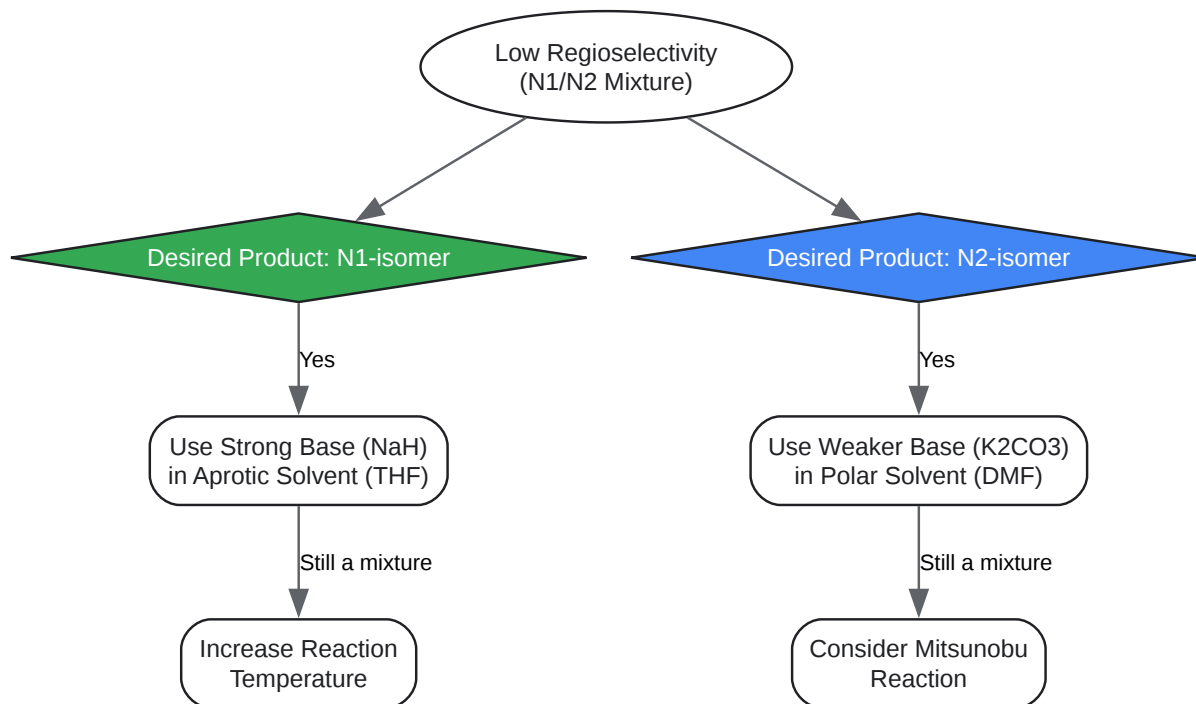 Low Regioselectivity
(N1/N2 Mixture)
Desired Product: N1-isomer
Desired Product: N2-isomer
Yes
Yes
Use Strong Base (NaH)
in Aprotic Solvent (THF)
Use Weaker Base (K2CO3)
in Polar Solvent (DMF)
Still a mixture
Still a mixture
Increase Reaction
Temperature
Consider Mitsunobu
Reaction